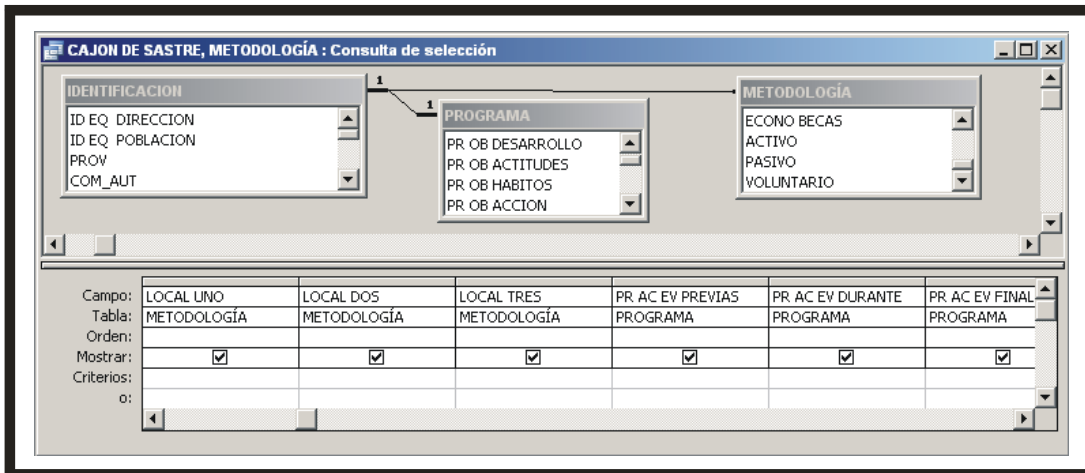 CAJON DE SASTRE, METODOLOGÍA : Consulta de selección
IDENTIFICACION
ID EQ DIRECCION
ID EQ POBLACION
PROV
COM_AUT
1
1
PROGRAMA
PR OB DESARROLLO
PR OB ACTITUDES
PR OB HABITOS
PR OB ACCION
METODOLOGÍA
ECONO BECAS
ACTIVO
PASIVO
VOLUNTARIO
Campo: LOCAL UNO LOCAL DOS LOCAL TRES PR AC EV PREVIAS PR AC EV DURANTE PR AC EV FINAL
Tabla: METODOLOGÍA METODOLOGÍA METODOLOGÍA PROGRAMA PROGRAMA PROGRAMA
Orden:
Mostrar:
Criterios:
o: